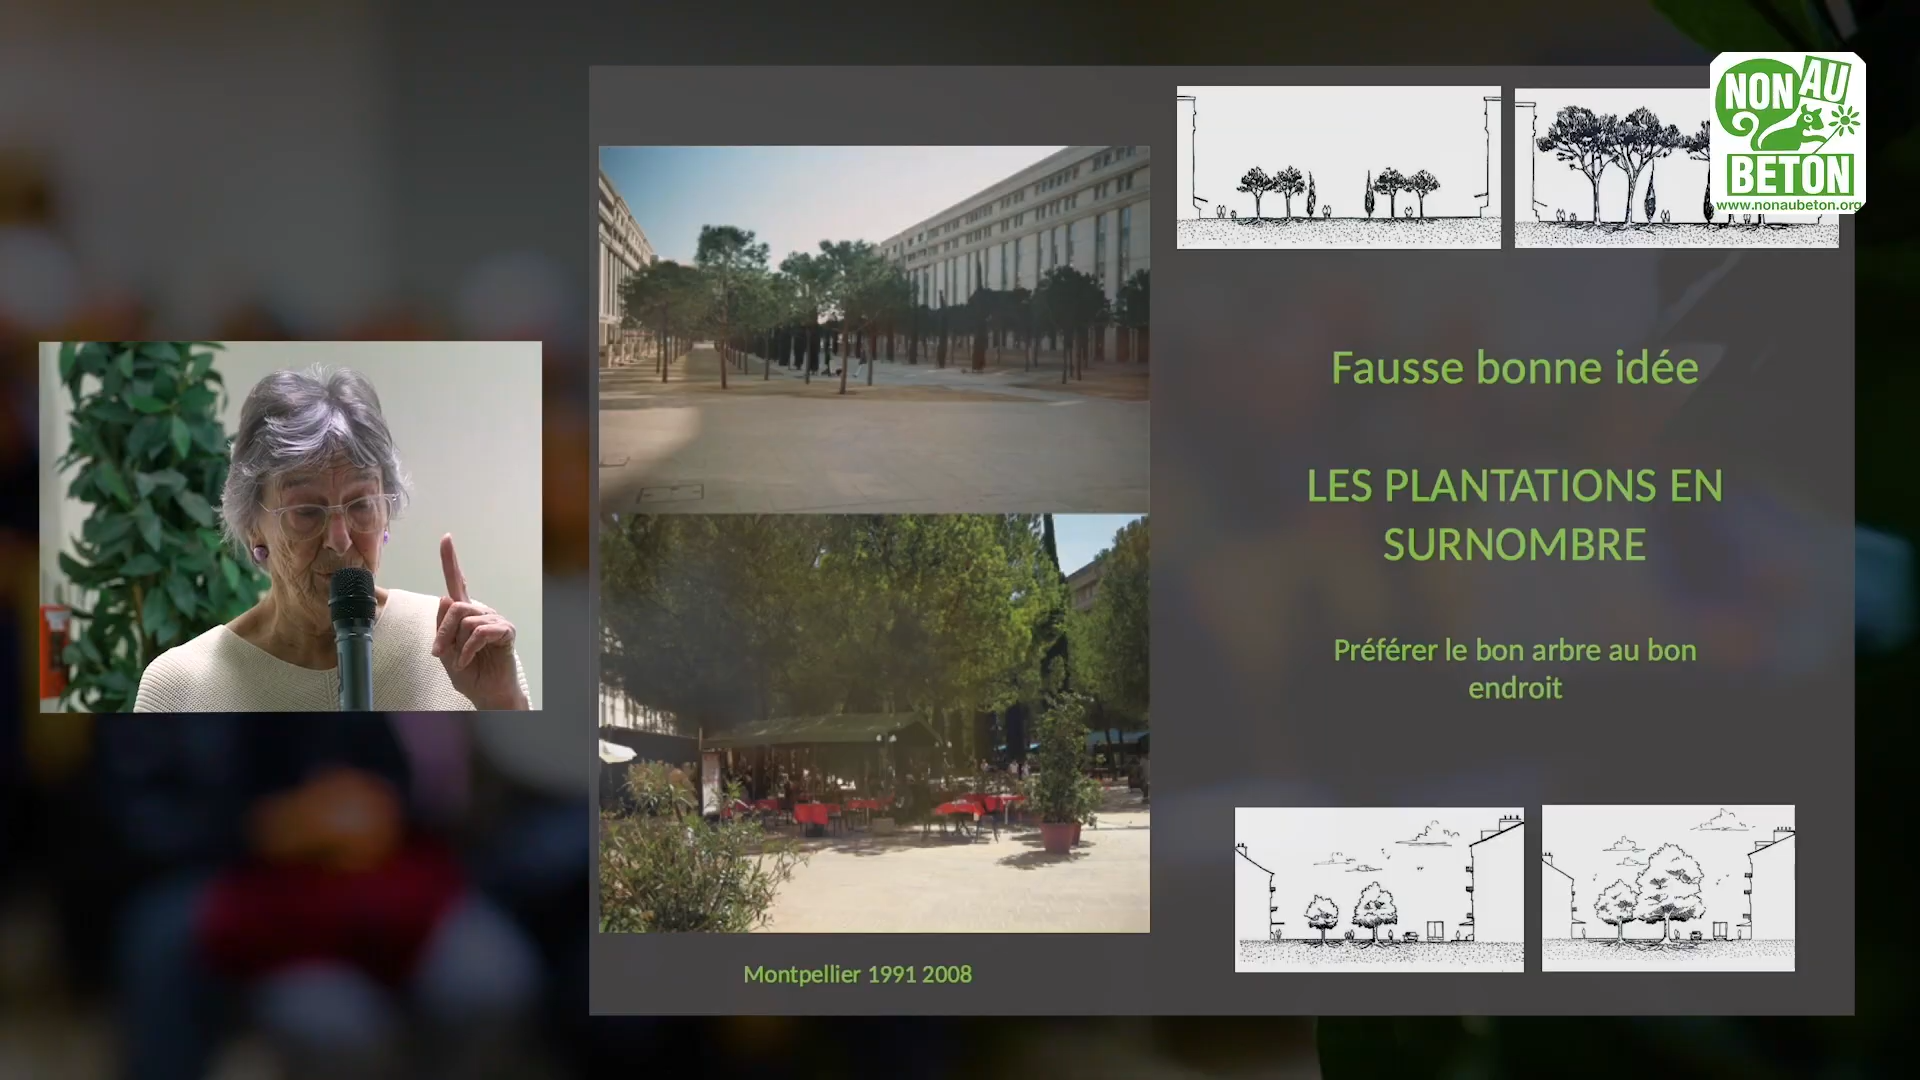 NON AU
BETON
www.nonaubeton.org
Fausse bonne idée
LES PLANTATIONS EN
SURNOMBRE
Préférer le bon arbre au bon
endroit
Montpellier 1991 2008